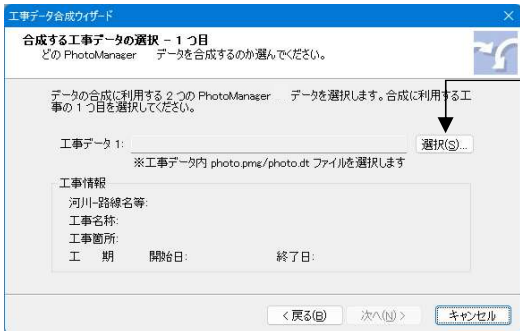 工事データ合成ウィザード
合成する工事データの選択 - 1つ目
どの PhotoManager データを合成するのか選んでください。
データの合成に利用する2つの PhotoManager データを選択します。合成に利用する工
事の1つ目を選択してください。
工事データ 1:
選択(S)...
※工事データ内 photo.pmg/photo.dt ファイルを選択します
工事情報
河川-路線名等:
工事名称:
工事箇所:
工 期 開始日: 終了日:
< 戻る(B) 次へ(N) > キャンセル